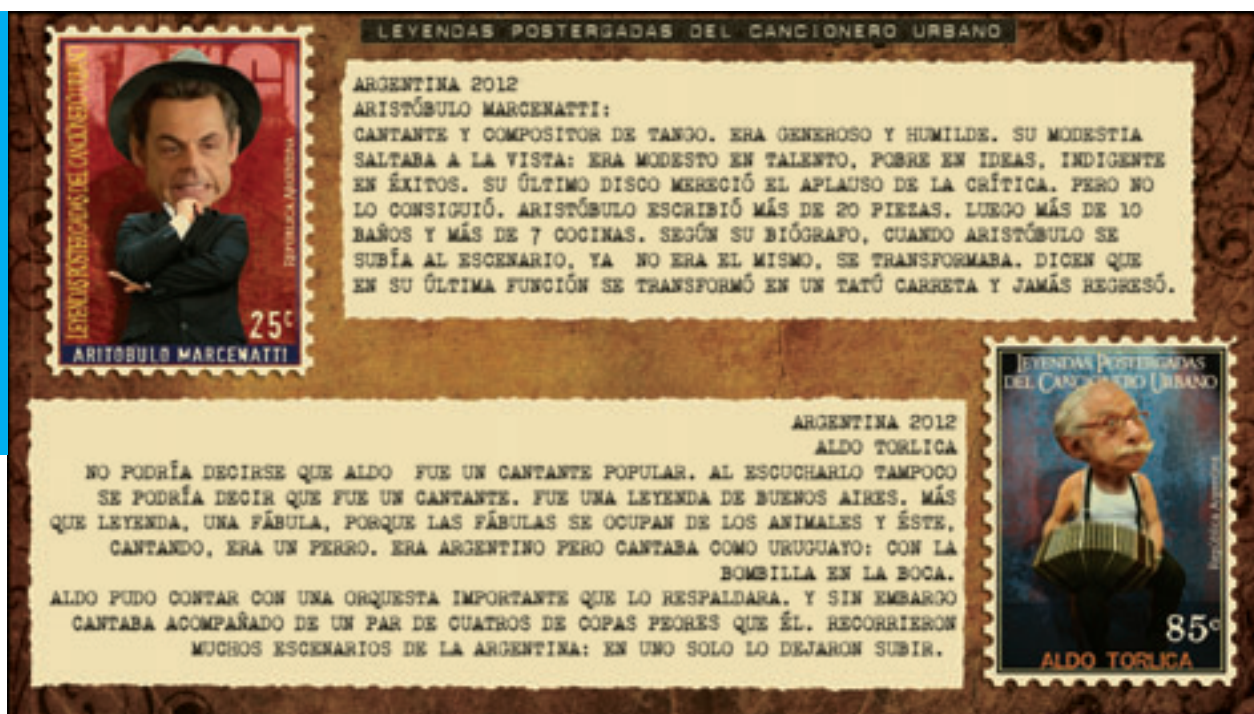 LEYENDAS POSTERGADAS DEL CANCIONERO URBANO
LEYENDAS POSTERGADAS DEL CANCIONERO URBANO
REPÚBLICA ARGENTINA
25c
ARITOBULO MARCENATTI
ARGENTINA 2012
ARISTÓBULO MARCENATTI:
CANTANTE Y COMPOSITOR DE TANGO. ERA GENEROSO Y HUMILDE. SU MODESTIA
SALTABA A LA VISTA: ERA MODESTO EN TALENTO, POBRE EN IDEAS, INDIGENTE
EN ÉXITOS. SU ÚLTIMO DISCO MERECIÓ EL APLAUSO DE LA CRÍTICA. PERO NO
LO CONSIGUIÓ. ARISTÓBULO ESCRIBIÓ MÁS DE 20 PIEZAS. LUEGO MÁS DE 10
BAÑOS Y MÁS DE 7 COCINAS. SEGÚN SU BIÓGRAFO, CUANDO ARISTÓBULO SE
SUBÍA AL ESCENARIO, YA NO ERA EL MISMO, SE TRANSFORMABA. DICEN QUE
EN SU ÚLTIMA FUNCIÓN SE TRANSFORMÓ EN UN TATÚ CARRETA Y JAMÁS REGRESÓ.
ARGENTINA 2012
ALDO TORLICA
NO PODRÍA DECIRSE QUE ALDO FUE UN CANTANTE POPULAR. AL ESCUCHARLO TAMPOCO
SE PODRÍA DECIR QUE FUE UN CANTANTE. FUE UNA LEYENDA DE BUENOS AIRES. MÁS
QUE LEYENDA, UNA FÁBULA, PORQUE LAS FÁBULAS SE OCUPAN DE LOS ANIMALES Y ÉSTE,
CANTANDO, ERA UN PERRO. ERA ARGENTINO PERO CANTABA COMO URUGUAYO: CON LA
BOMBILLA EN LA BOCA.
ALDO PUDO CONTAR CON UNA ORQUESTA IMPORTANTE QUE LO RESPALDARA. Y SIN EMBARGO
CANTABA ACOMPAÑADO DE UN PAR DE CUATROS DE COPAS PEORES QUE ÉL. RECORRIERON
MUCHOS ESCENARIOS DE LA ARGENTINA: EN UNO SOLO LO DEJARON SUBIR.
LEYENDAS POSTERGADAS
DEL CANCIONERO URBANO
República Argentina
85c
ALDO TORLICA